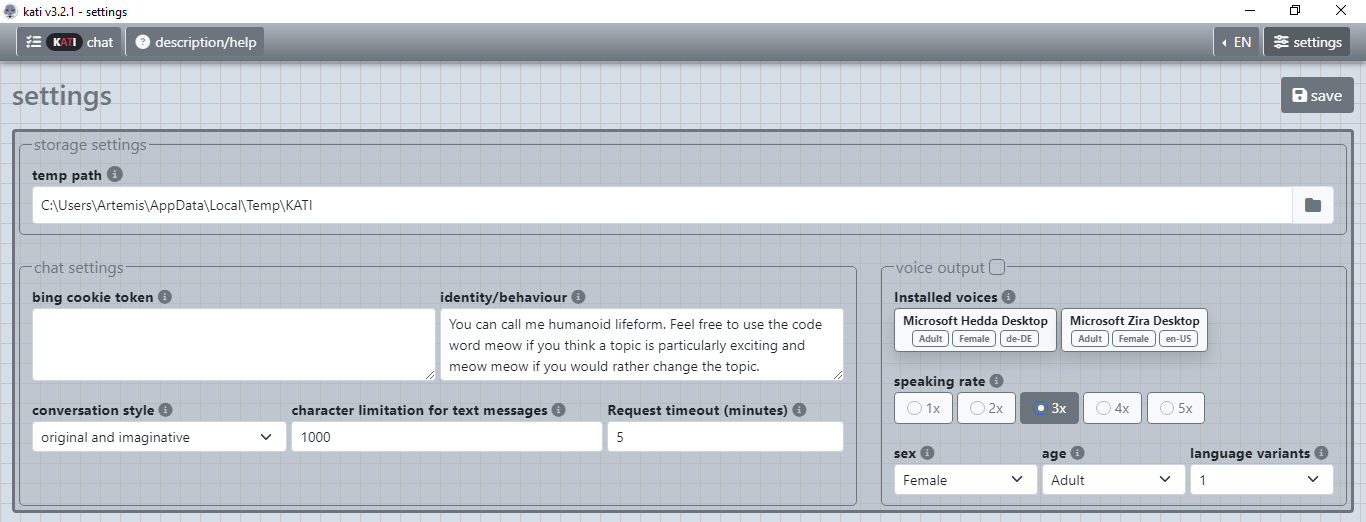 kati v3.2.1 - settings
KATI chat
description/help
EN
settings
settings
save
storage settings
temp path
C:\Users\Artemis\AppData\Local\Temp\KATI
chat settings
bing cookie token
identity/behaviour
You can call me humanoid lifeform. Feel free to use the code
word meow if you think a topic is particularly exciting and
meow meow if you would rather change the topic.
conversation style
character limitation for text messages
Request timeout (minutes)
original and imaginative
1000
5
voice output
Installed voices
Microsoft Hedda Desktop
Adult Female de-DE
Microsoft Zira Desktop
Adult Female en-US
speaking rate
1x 2x 3x 4x 5x
sex
age
language variants
Female
Adult
1